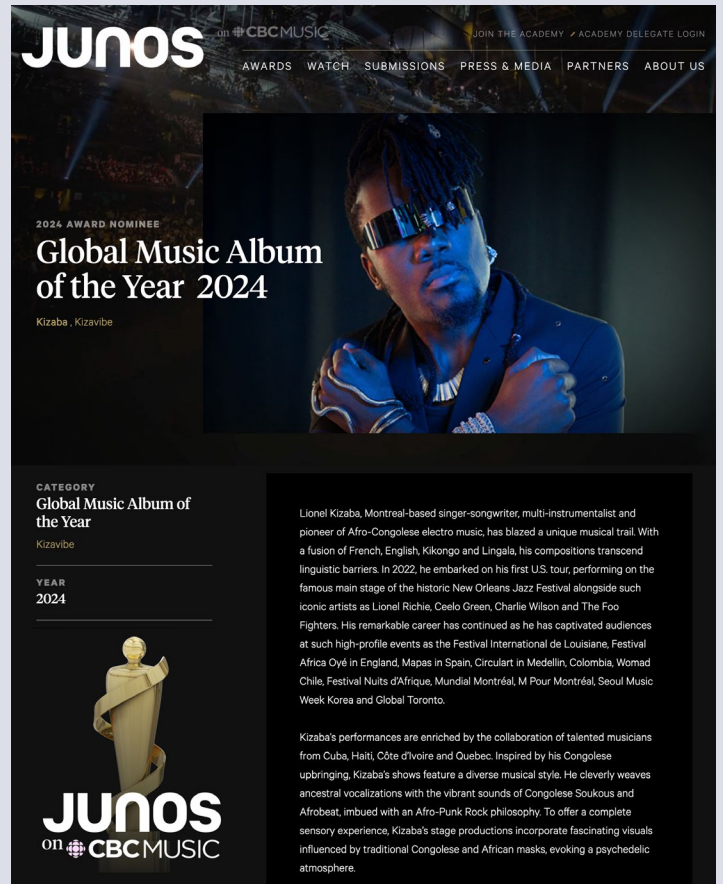 JUNOS
on CBCMUSIC
JOIN THE ACADEMY
ACADEMY DELEGATE LOGIN
AWARDS WATCH SUBMISSIONS PRESS & MEDIA PARTNERS ABOUT US
2024 AWARD NOMINEE
Global Music Album
of the Year 2024
Kizaba , Kizavibe
CATEGORY
Global Music Album of
the Year
Kizavibe
YEAR
2024
JUNOS
on CBCMUSIC
Lionel Kizaba, Montreal-based singer-songwriter, multi-instrumentalist and
pioneer of Afro-Congolese electro music, has blazed a unique musical trail. With
a fusion of French, English, Kikongo and Lingala, his compositions transcend
linguistic barriers. In 2022, he embarked on his first U.S. tour, performing on the
famous main stage of the historic New Orleans Jazz Festival alongside such
iconic artists as Lionel Richie, Ceelo Green, Charlie Wilson and The Foo
Fighters. His remarkable career has continued as he has captivated audiences
at such high-profile events as the Festival International de Louisiane, Festival
Africa Oyé in England, Mapas in Spain, Circulart in Medellin, Colombia, Womad
Chile, Festival Nuits d'Afrique, Mundial Montréal, M Pour Montréal, Seoul Music
Week Korea and Global Toronto.
Kizaba's performances are enriched by the collaboration of talented musicians
from Cuba, Haiti, Côte d'Ivoire and Quebec. Inspired by his Congolese
upbringing, Kizaba's shows feature a diverse musical style. He cleverly weaves
ancestral vocalizations with the vibrant sounds of Congolese Soukous and
Afrobeat, imbued with an Afro-Punk Rock philosophy. To offer a complete
sensory experience, Kizaba's stage productions incorporate fascinating visuals
influenced by traditional Congolese and African masks, evoking a psychedelic
atmosphere.